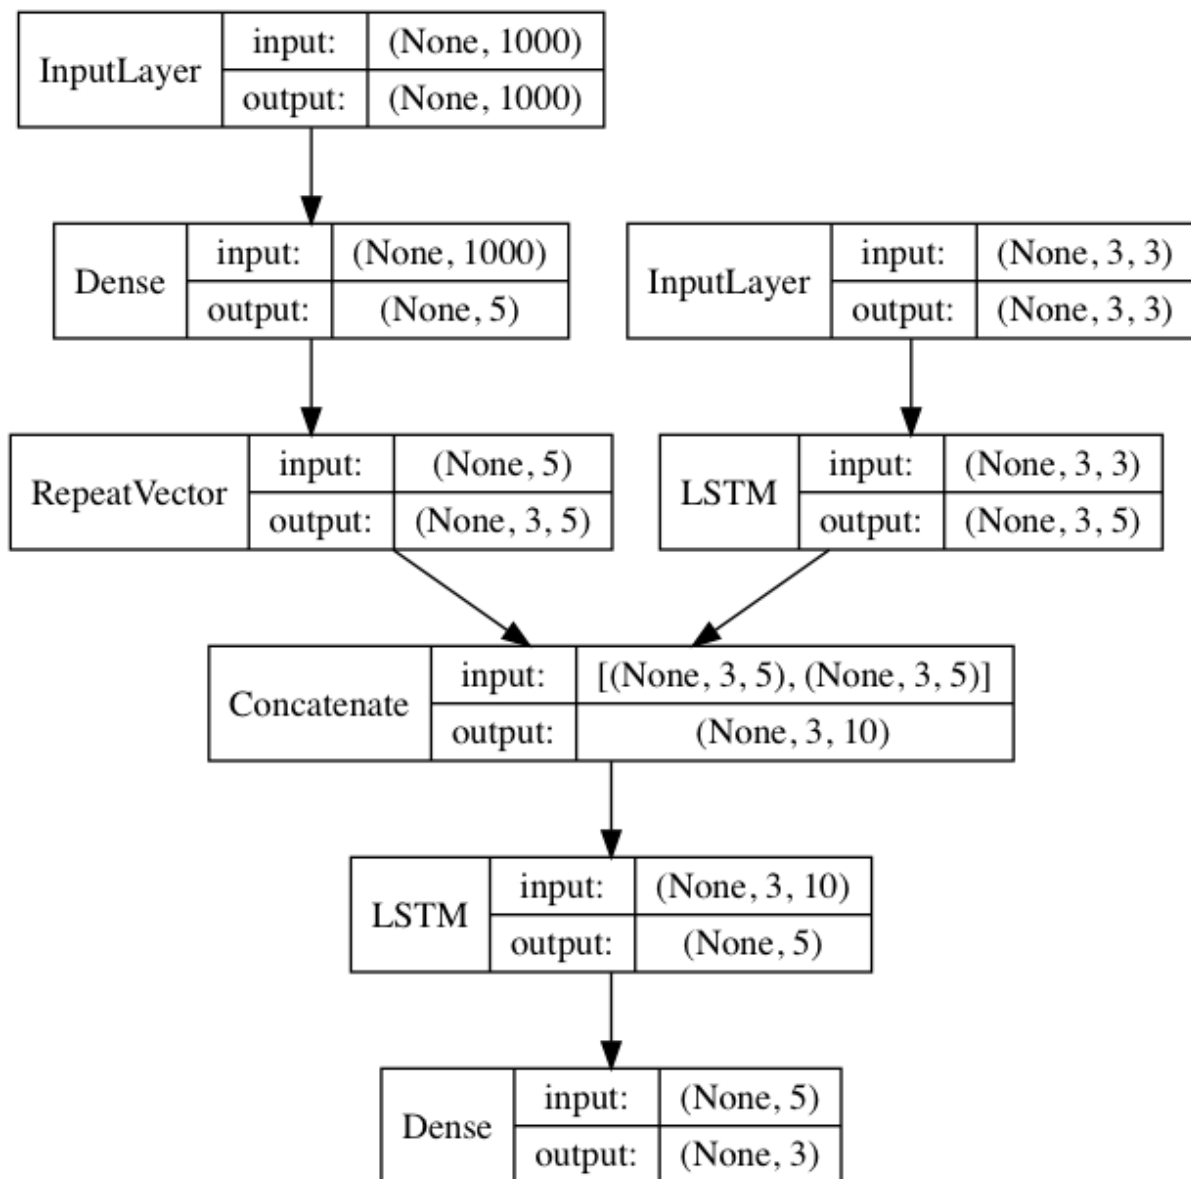 InputLayer
input: (None, 1000)
output: (None, 1000)
Dense
input: (None, 1000)
output: (None, 5)
InputLayer
input: (None, 3, 3)
output: (None, 3, 3)
RepeatVector
input: (None, 5)
output: (None, 3, 5)
LSTM
input: (None, 3, 3)
output: (None, 3, 5)
Concatenate
input: [(None, 3, 5), (None, 3, 5)]
output: (None, 3, 10)
LSTM
input: (None, 3, 10)
output: (None, 5)
Dense
input: (None, 5)
output: (None, 3)